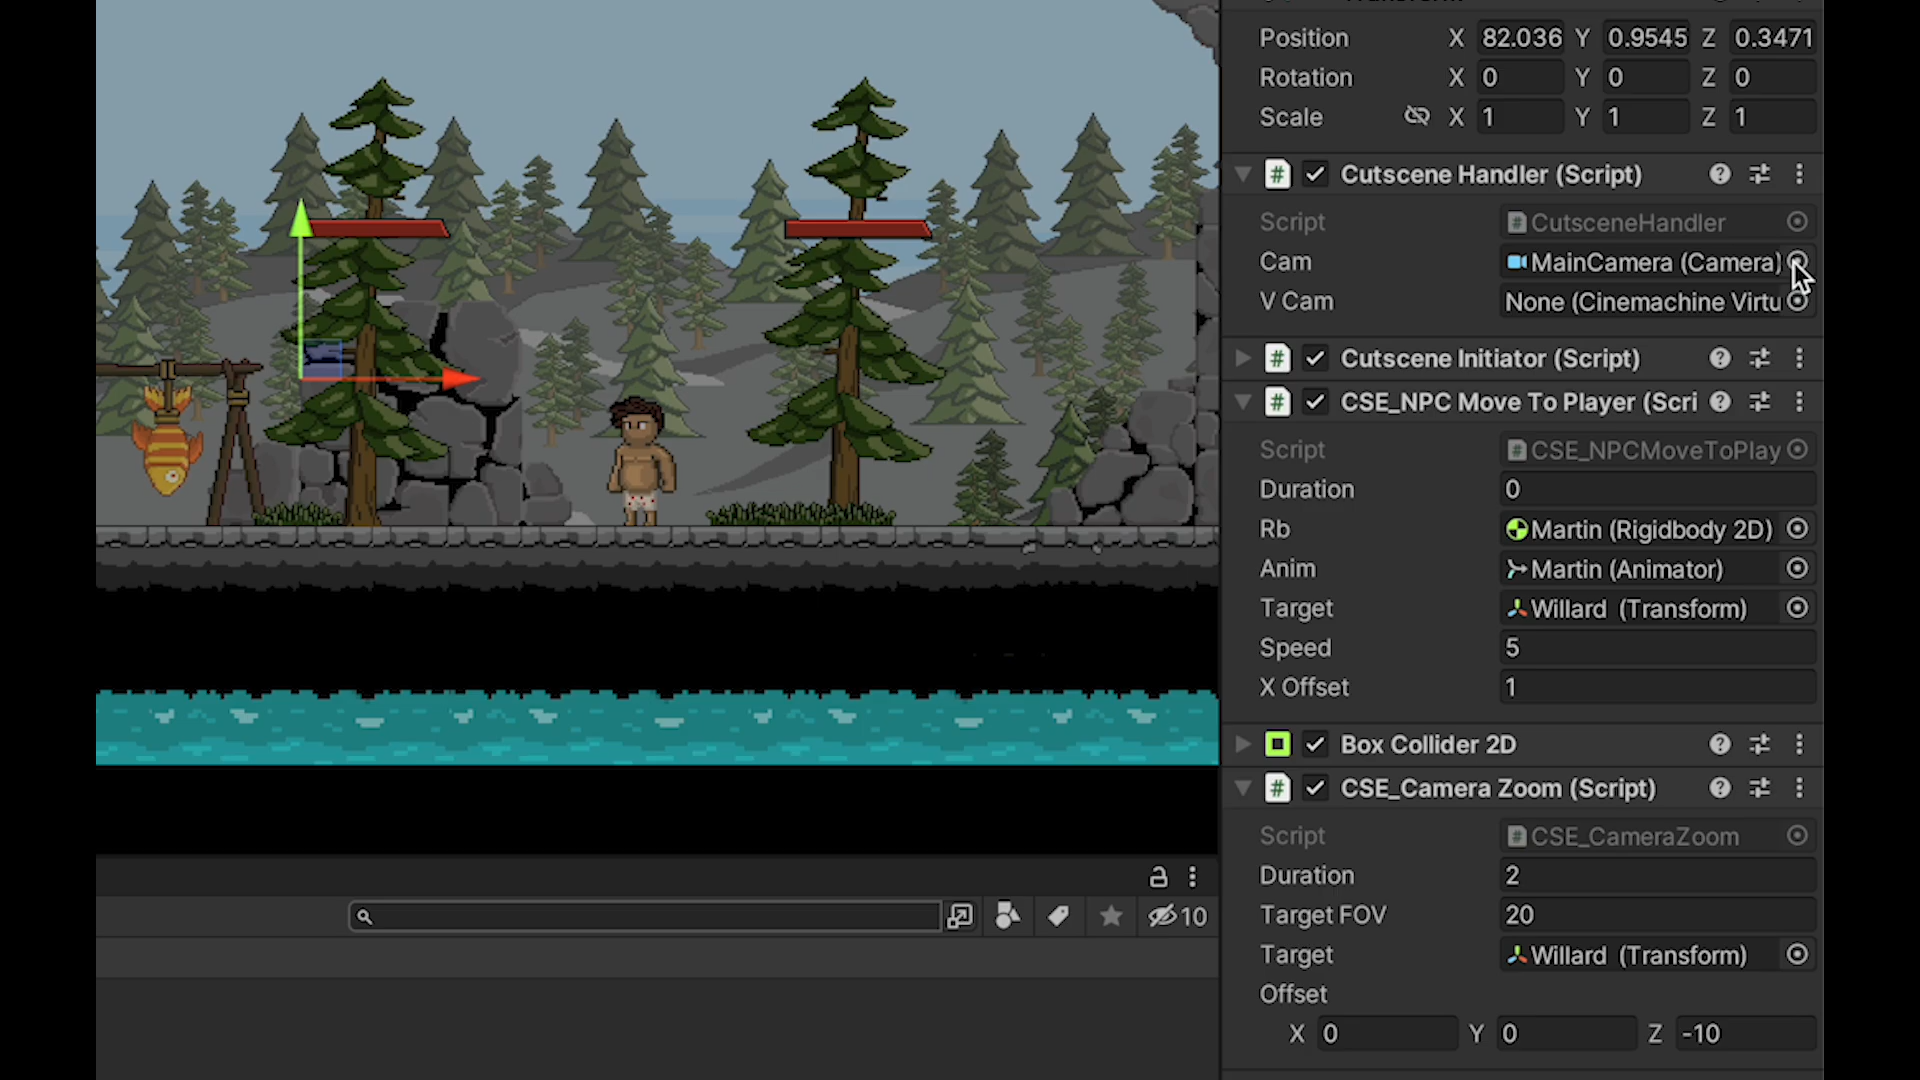 Position X 82.036 Y 0.9545 Z 0.3471
Rotation X 0 Y 0 Z 0
Scale X 1 Y 1 Z 1
# Cutscene Handler (Script)
Script # CutsceneHandler
Cam MainCamera (Camera)
V Cam None (Cinemachine Virtu
# Cutscene Initiator (Script)
# CSE_NPC Move To Player (Scri
Script # CSE_NPCMoveToPlay
Duration 0
Rb Martin (Rigidbody 2D)
Anim Martin (Animator)
Target Willard (Transform)
Speed 5
X Offset 1
Box Collider 2D
# CSE_Camera Zoom (Script)
Script # CSE_CameraZoom
Duration 2
Target FOV 20
Target Willard (Transform)
Offset
X 0 Y 0 Z -10
10